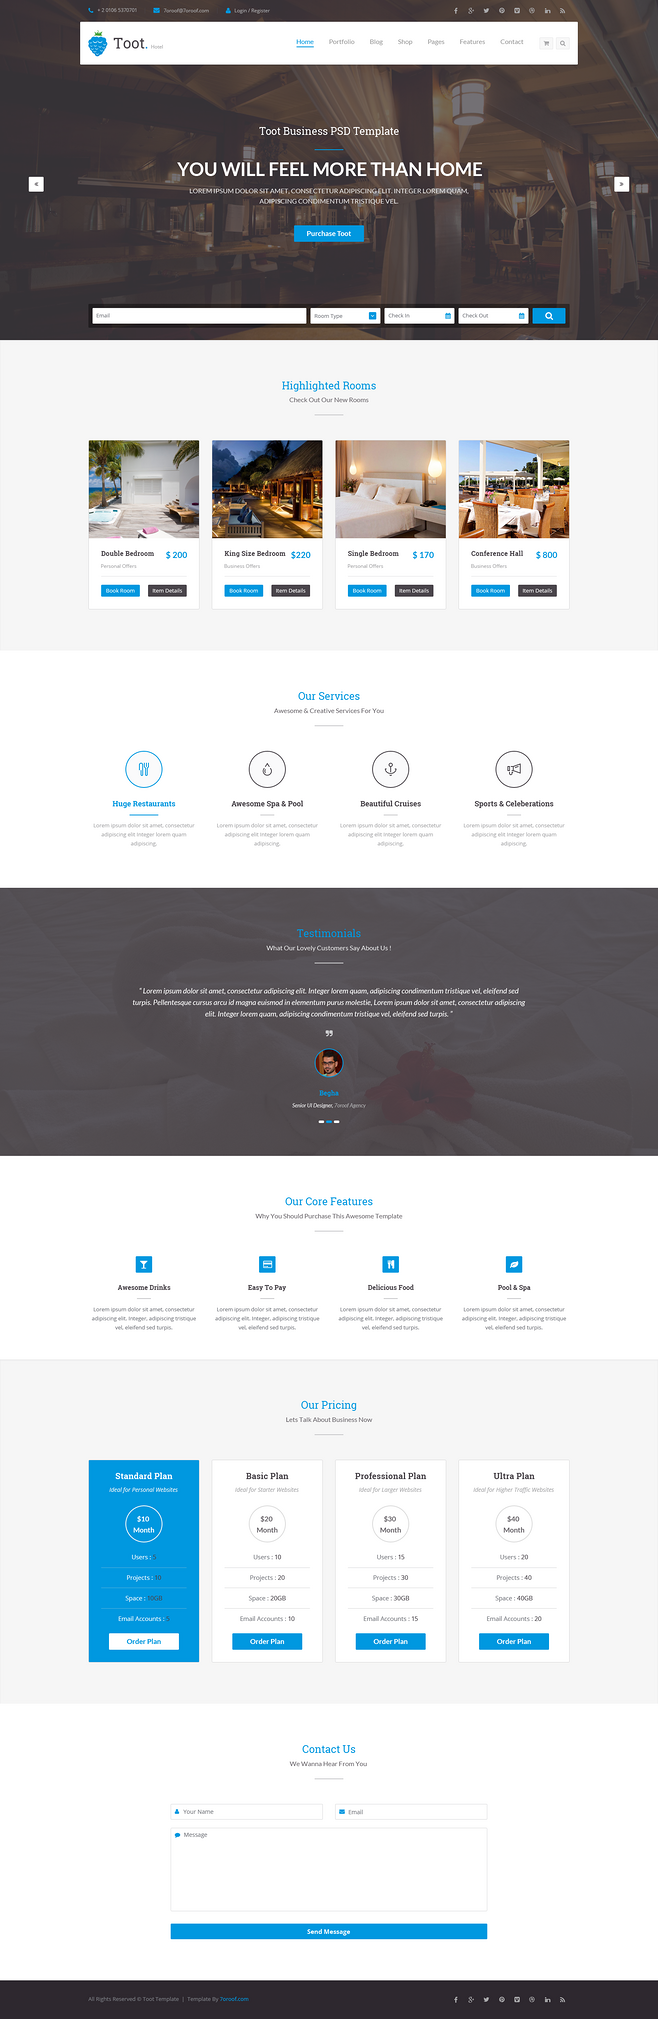 + 2 0106 5370701
7oroof@7oroof.com
Login / Register
Toot. Hotel
Home Portfolio Blog Shop Pages Features Contact
Toot Business PSD Template
YOU WILL FEEL MORE THAN HOME
LOREM IPSUM DOLOR SIT AMET, CONSECTETUR ADIPISCING ELIT. INTEGER LOREM QUAM,
ADIPISCING CONDIMENTUM TRISTIQUE VEL.
Purchase Toot
Email Room Type Check In Check Out
Highlighted Rooms
Check Out Our New Rooms
Double Bedroom $ 200
Personal Offers
Book Room Item Details
King Size Bedroom $220
Business Offers
Book Room Item Details
Single Bedroom $ 170
Personal Offers
Book Room Item Details
Conference Hall $ 800
Business Offers
Book Room Item Details
Our Services
Awesome & Creative Services For You
Huge Restaurants
Lorem ipsum dolor sit amet, consectetur
adipiscing elit Integer lorem quam
adipiscing.
Awesome Spa & Pool
Lorem ipsum dolor sit amet, consectetur
adipiscing elit Integer lorem quam
adipiscing.
Beautiful Cruises
Lorem ipsum dolor sit amet, consectetur
adipiscing elit Integer lorem quam
adipiscing.
Sports & Celeberations
Lorem ipsum dolor sit amet, consectetur
adipiscing elit Integer lorem quam
adipiscing.
Testimonials
What Our Lovely Customers Say About Us !
" Lorem ipsum dolor sit amet, consectetur adipiscing elit. Integer lorem quam, adipiscing condimentum tristique vel, eleifend sed
turpis. Pellentesque cursus arcu id magna euismod in elementum purus molestie, Lorem ipsum dolor sit amet, consectetur adipiscing
elit. Integer lorem quam, adipiscing condimentum tristique vel, eleifend sed turpis. "
Begha
Senior UI Designer, 7oroof Agency
Our Core Features
Why You Should Purchase This Awesome Template
Awesome Drinks
Lorem ipsum dolor sit amet, consectetur
adipiscing elit. Integer, adipiscing tristique
vel, eleifend sed turpis.
Easy To Pay
Lorem ipsum dolor sit amet, consectetur
adipiscing elit. Integer, adipiscing tristique
vel, eleifend sed turpis.
Delicious Food
Lorem ipsum dolor sit amet, consectetur
adipiscing elit. Integer, adipiscing tristique
vel, eleifend sed turpis.
Pool & Spa
Lorem ipsum dolor sit amet, consectetur
adipiscing elit. Integer, adipiscing tristique
vel, eleifend sed turpis.
Our Pricing
Lets Talk About Business Now
Standard Plan
Ideal for Personal Websites
$10
Month
Users : 5
Projects : 10
Space : 10GB
Email Accounts : 5
Order Plan
Basic Plan
Ideal for Starter Websites
$20
Month
Users : 10
Projects : 20
Space : 20GB
Email Accounts : 10
Order Plan
Professional Plan
Ideal for Larger Websites
$30
Month
Users : 15
Projects : 30
Space : 30GB
Email Accounts : 15
Order Plan
Ultra Plan
Ideal for Higher Traffic Websites
$40
Month
Users : 20
Projects : 40
Space : 40GB
Email Accounts : 20
Order Plan
Contact Us
We Wanna Hear From You
Your Name Email
Message
Send Message
All Rights Reserved © Toot Template | Template By 7oroof.com